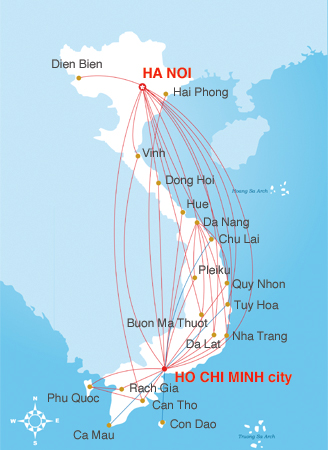 Dien Bien
HA NOI
Hai Phong
Vinh
Dong Hoi
Truong Sa Arch
Hue
Da Nang
Chu Lai
Pleiku
Quy Nhon
Tuy Hoa
Buon Ma Thuot
Nha Trang
Da Lat
HO CHI MINH city
Rach Gia
Phu Quoc
Can Tho
Con Dao
Ca Mau
Truong Sa Arch
N
W
E
S